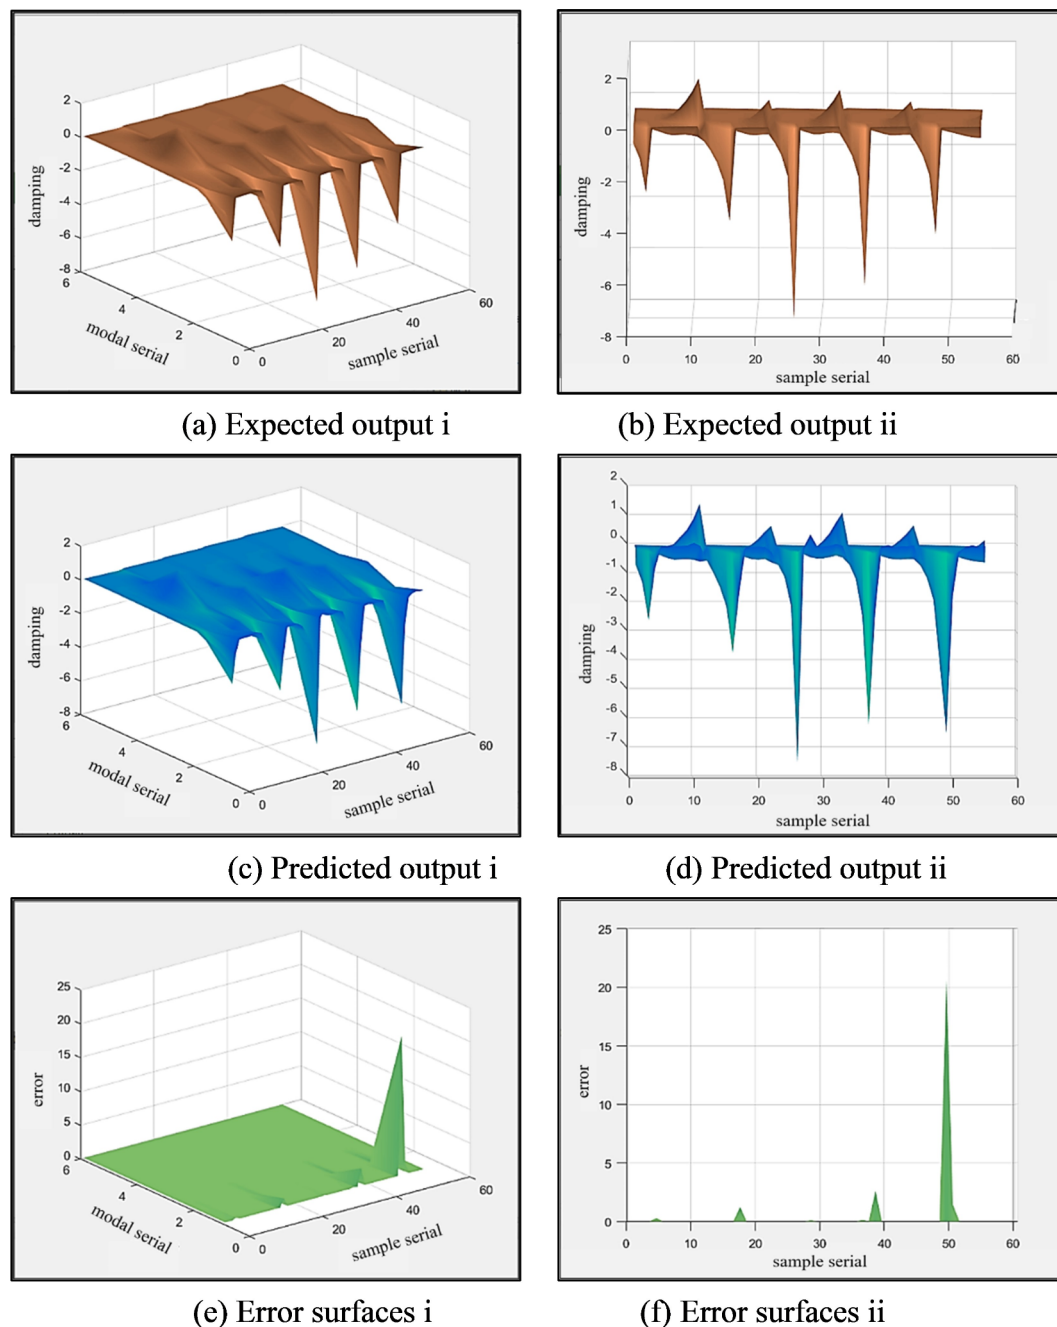 2
0
-2
-4
-6
-8
damping
6
4
2
0
modal serial
0
20
40
60
sample serial
(a) Expected output i
2
0
-2
-4
-6
-8
damping
0 10 20 30 40 50 60
sample serial
(b) Expected output ii
2
0
-2
-4
-6
-8
damping
6
4
2
0
modal serial
0
20
40
60
sample serial
(c) Predicted output i
2
1
0
-1
-2
-3
-4
-5
-6
-7
-8
damping
0 10 20 30 40 50 60
sample serial
(d) Predicted output ii
25
20
15
10
5
0
error
6
4
2
0
modal serial
0
20
40
60
sample serial
(e) Error surfaces i
25
20
15
10
5
0
error
0 10 20 30 40 50 60
sample serial
(f) Error surfaces ii